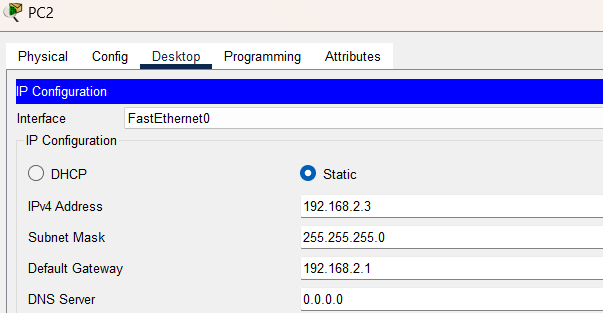 PC2
Physical Config Desktop Programming Attributes
IP Configuration
Interface FastEthernet0
IP Configuration
DHCP Static
IPv4 Address 192.168.2.3
Subnet Mask 255.255.255.0
Default Gateway 192.168.2.1
DNS Server 0.0.0.0